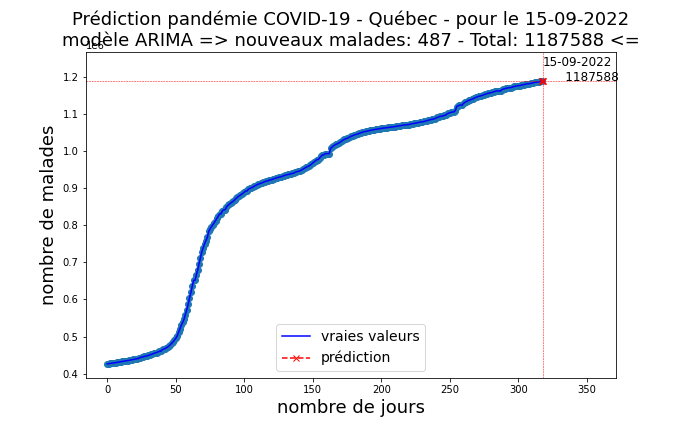 Prédiction pandémie COVID-19 - Québec - pour le 15-09-2022
modèle ARIMA => nouveaux malades: 487 - Total: 1187588 <=
1e6
15-09-2022
1187588
1.2
1.1
1.0
0.9
0.8
0.7
0.6
0.5
0.4
nombre de malades
vraies valeurs
prédiction
0 50 100 150 200 250 300 350
nombre de jours